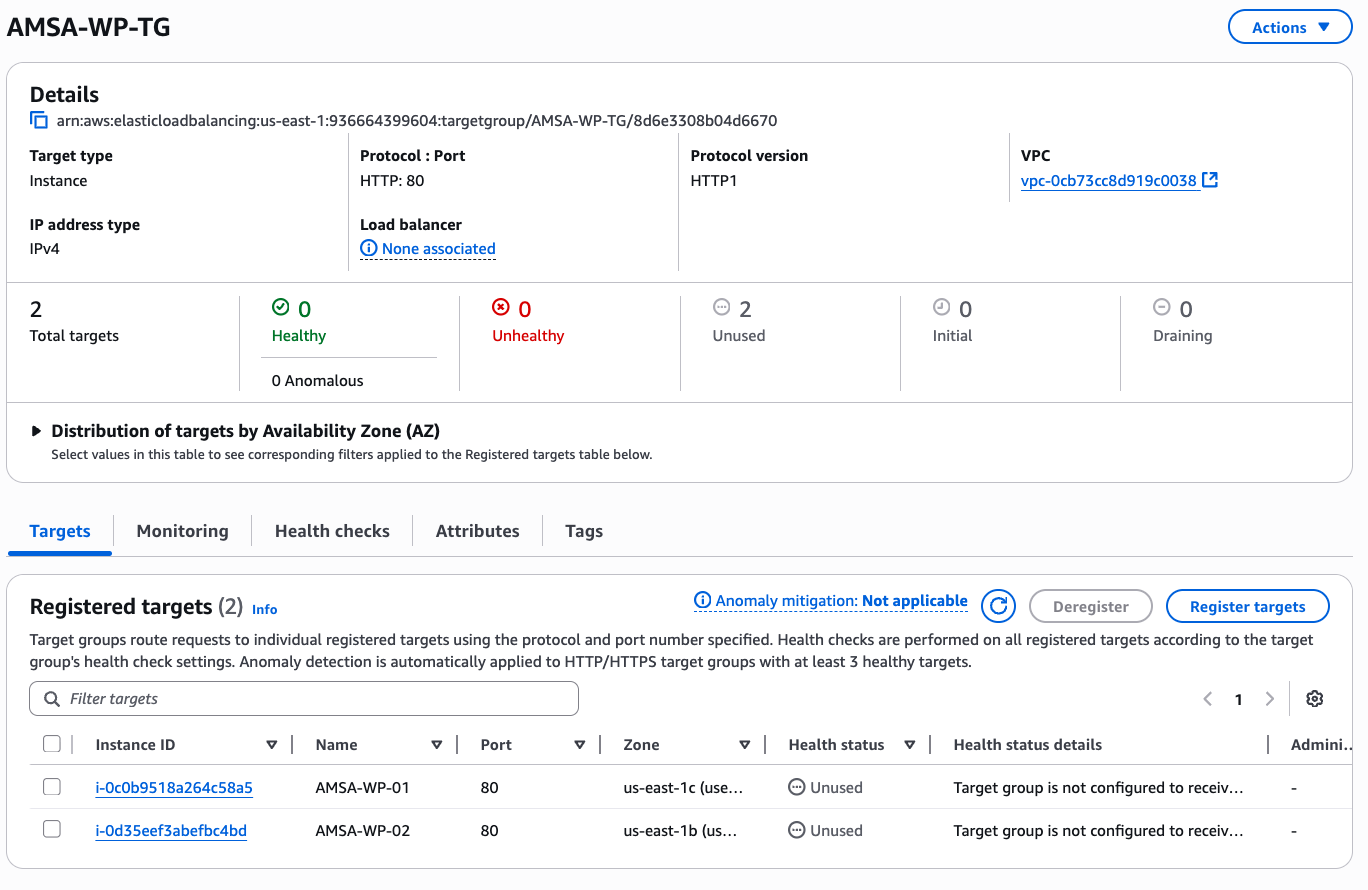 AMSA-WP-TG
Actions
Details
arn:aws:elasticloadbalancing:us-east-1:936664399604:targetgroup/AMSA-WP-TG/8d6e3308b04d6670
Target type
Instance
Protocol : Port
HTTP: 80
Protocol version
HTTP1
VPC
vpc-0cb73cc8d919c0038
IP address type
IPv4
Load balancer
None associated
2
Total targets
0
Healthy
0 Anomalous
0
Unhealthy
2
Unused
0
Initial
0
Draining
Distribution of targets by Availability Zone (AZ)
Select values in this table to see corresponding filters applied to the Registered targets table below.
Targets Monitoring Health checks Attributes Tags
Registered targets (2) Info
Anomaly mitigation: Not applicable
Deregister
Register targets
Target groups route requests to individual registered targets using the protocol and port number specified. Health checks are performed on all registered targets according to the target
group's health check settings. Anomaly detection is automatically applied to HTTP/HTTPS target groups with at least 3 healthy targets.
Filter targets
1
Instance ID Name Port Zone Health status Health status details Admini...
i-0c0b9518a264c58a5 AMSA-WP-01 80 us-east-1c (use... Unused Target group is not configured to receiv... -
i-0d35eef3abefbc4bd AMSA-WP-02 80 us-east-1b (us... Unused Target group is not configured to receiv... -